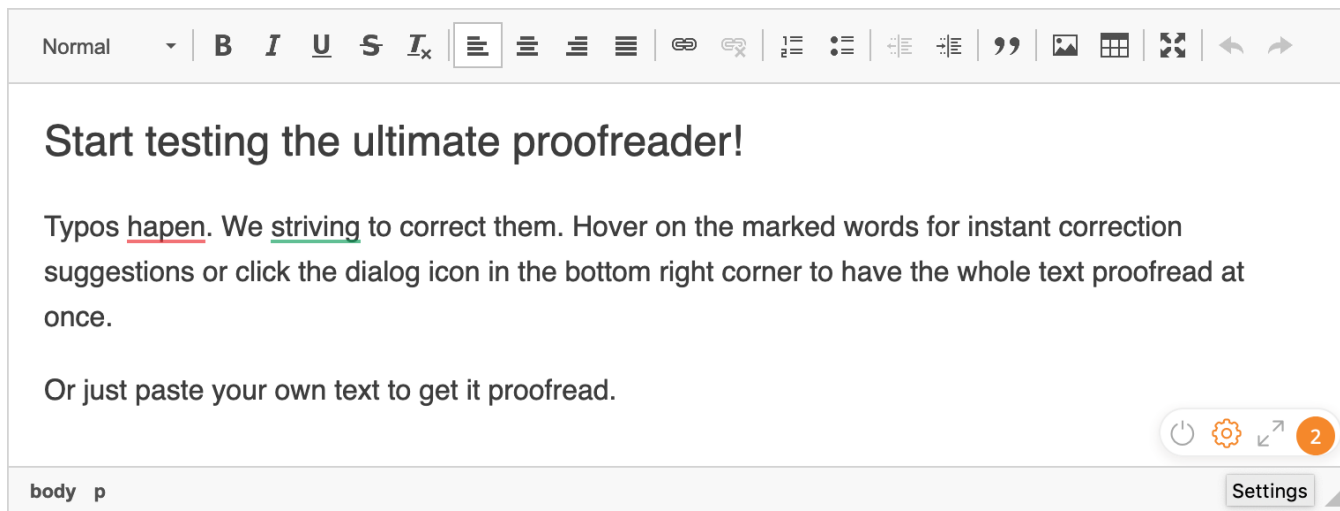 Normal
Start testing the ultimate proofreader!
Typos hapen. We striving to correct them. Hover on the marked words for instant correction
suggestions or click the dialog icon in the bottom right corner to have the whole text proofread at
once.
Or just paste your own text to get it proofread.
2
body p
Settings